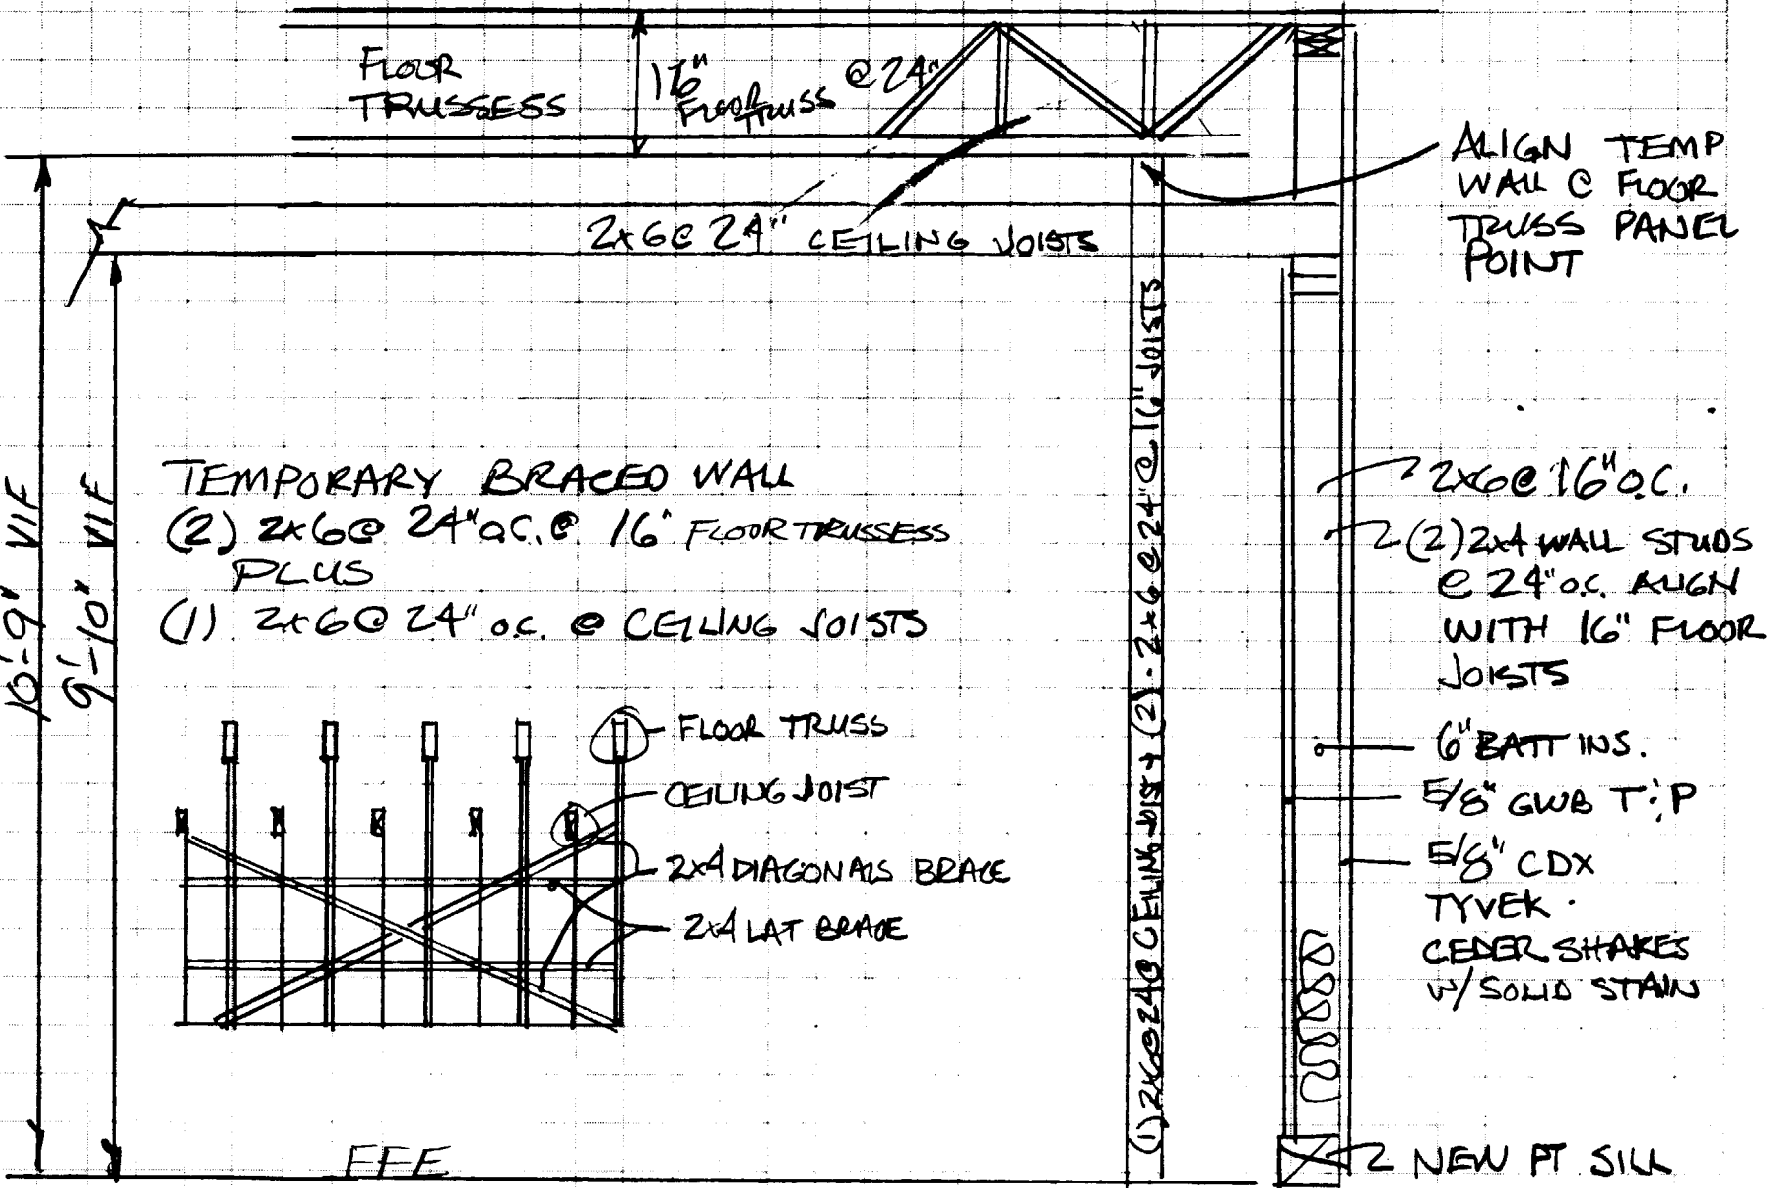 FLOOR
TRUSSESS
16"
FLOOR
TRUSS
@ 24"
ALIGN TEMP
WALL @ FLOOR
TRUSS PANEL
POINT
2x6@ 24" CEILING JOISTS
10'-9" VIF
9'-10" VIF
TEMPORARY BRACED WALL
(2) 2x6@ 24" O.C. @ 16" FLOOR TRUSSESS
PLUS
(1) 2x6@ 24" O.C. @ CEILING JOISTS
FLOOR TRUSS
CEILING JOIST
2x4 DIAGONALS BRACE
2x4 LAT BRACE
(1) 2x6@24@ CEILING JOIST + (2) - 2x6 @ 24" @ 16" JOISTS
2x6@ 16" O.C.
(2) 2x4 WALL STUDS
@ 24" O.C. ALIGN
WITH 16" FLOOR
JOISTS
6" BATT INS.
5/8" GWB T;P
5/8" CDX
TYVEK.
CEDER SHAKES
W/ SOLID STAIN
NEW PT SILL
FFE